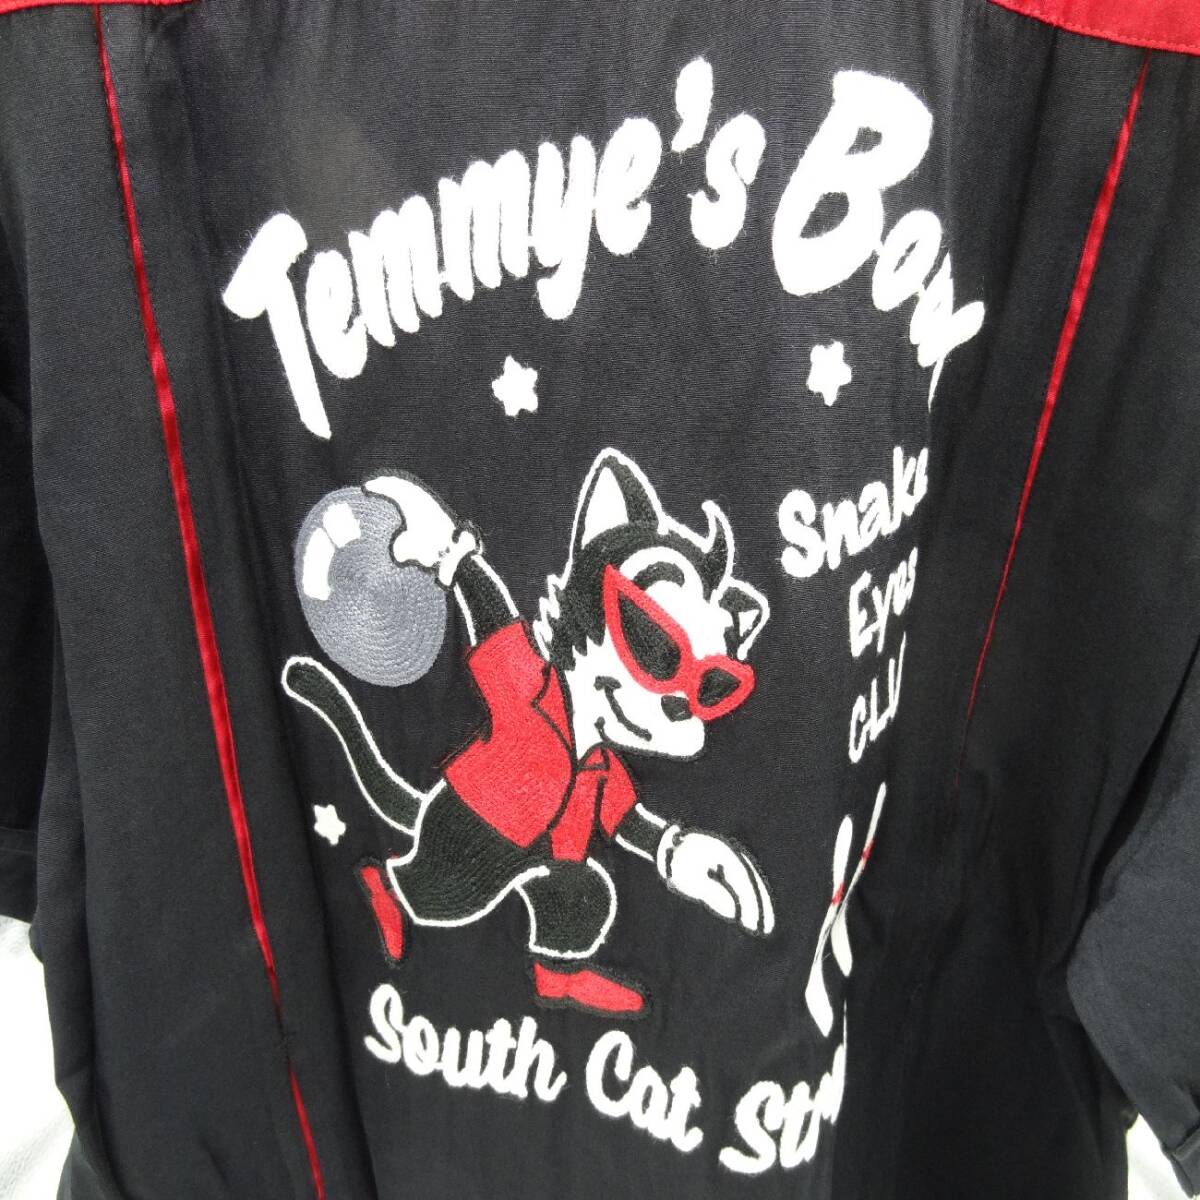 Temmye's Bow
Snake
Eyes
CLU
South Cat Str